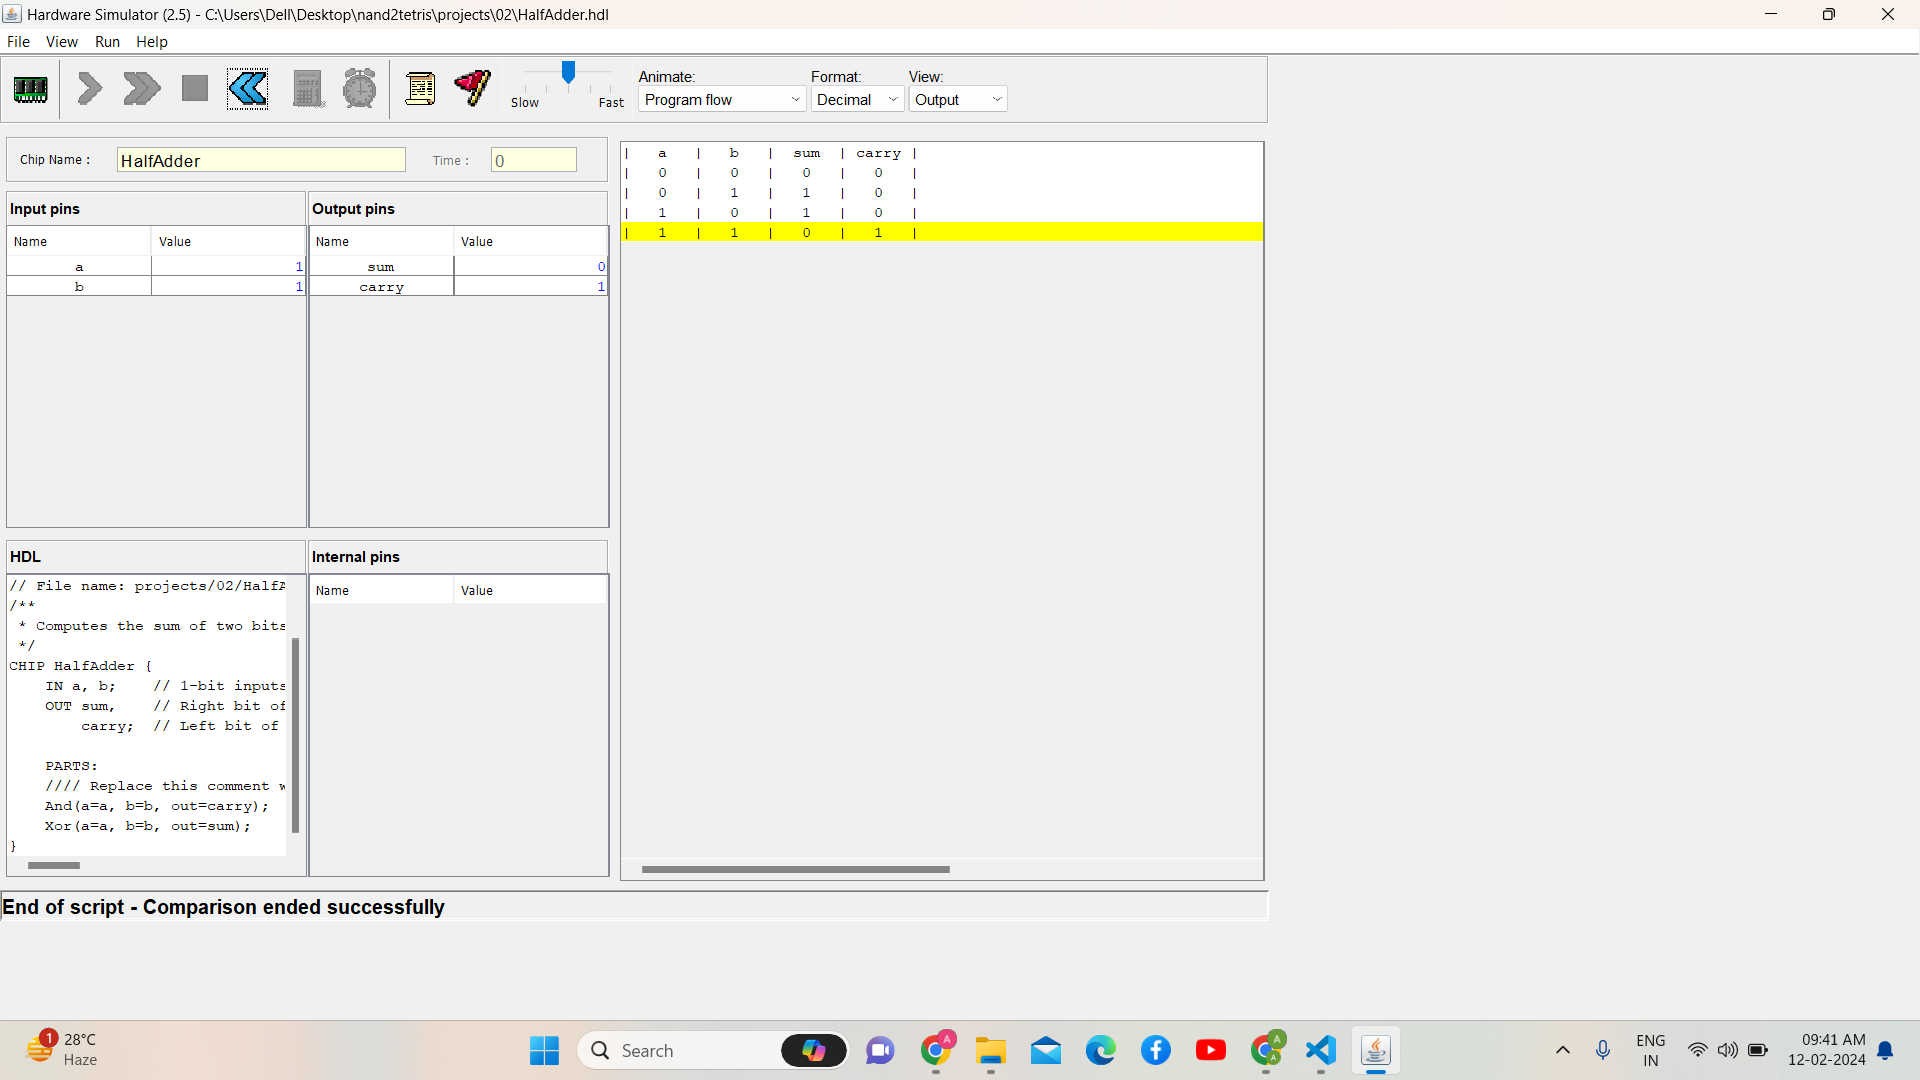 Hardware Simulator (2.5) - C:\Users\Dell\Desktop\nand2tetris\projects\02\HalfAdder.hdl
File View Run Help
Slow Fast
Animate: Format: View:
Program flow Decimal Output
Chip Name : HalfAdder Time : 0
Input pins
Name Value
a 1
b 1
Output pins
Name Value
sum 0
carry 1
| a | b | sum | carry |
| 0 | 0 | 0 | 0 |
| 0 | 1 | 1 | 0 |
| 1 | 0 | 1 | 0 |
| 1 | 1 | 0 | 1 |
HDL
// File name: projects/02/HalfA
/**
* Computes the sum of two bits
*/
CHIP HalfAdder {
IN a, b; // 1-bit inputs
OUT sum, // Right bit of
carry; // Left bit of
PARTS:
//// Replace this comment w
And(a=a, b=b, out=carry);
Xor(a=a, b=b, out=sum);
}
Internal pins
Name Value
End of script - Comparison ended successfully
1
28°C
Haze
Search
A
A
A
ENG
IN
09:41 AM
12-02-2024